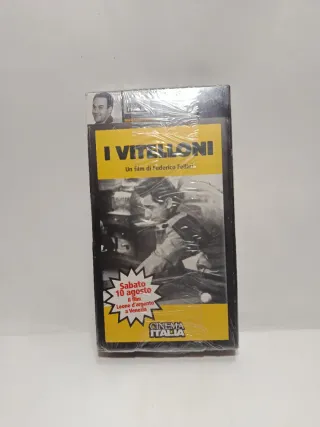 I VITELLONI
Un film di Federico Fellini
Sabato
10 agosto
il film
Leone d'argento
a Venezia
CINEMA
ITALIA